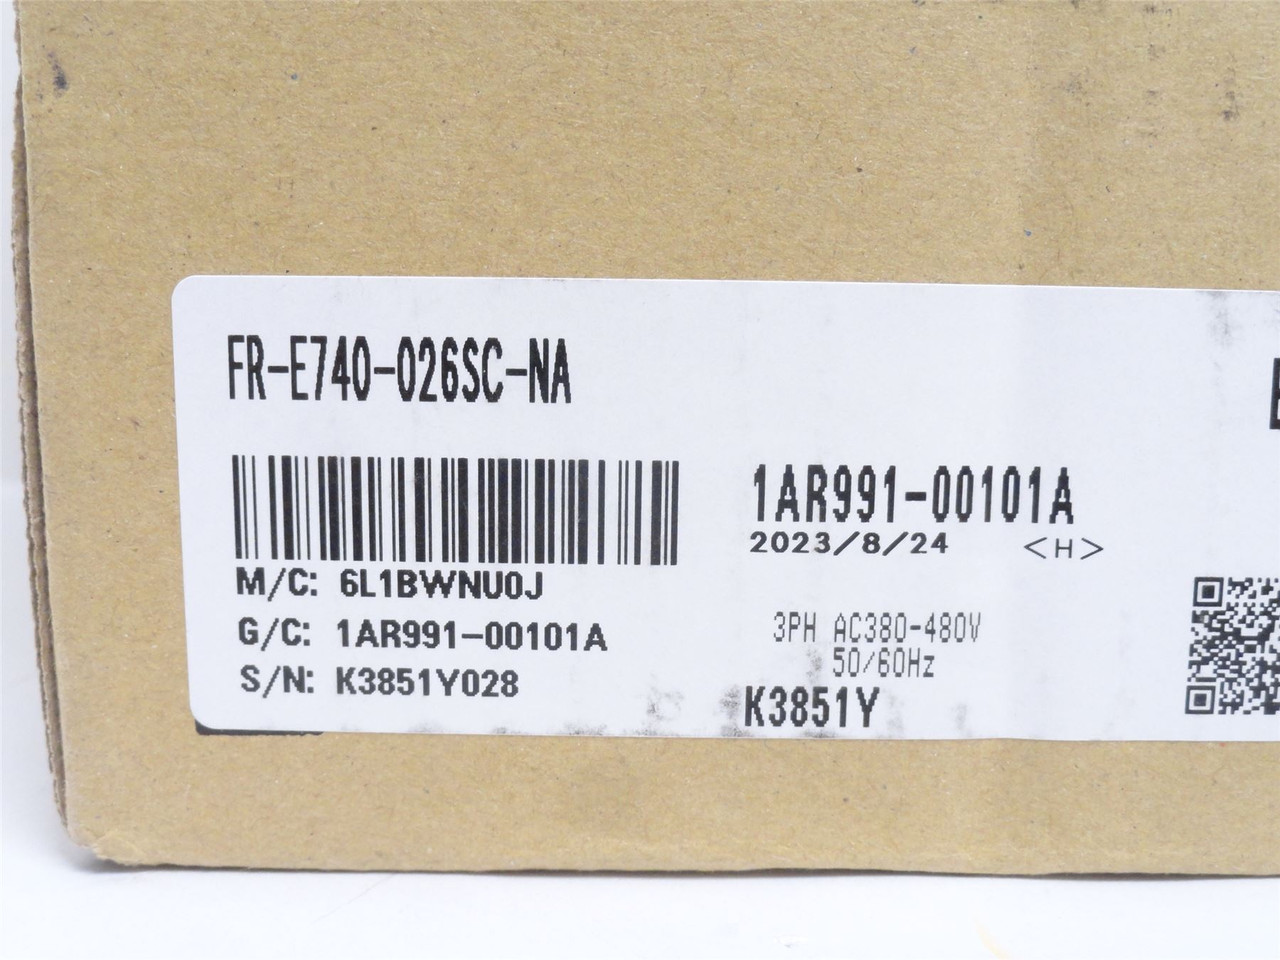 FR-E740-026SC-NA
1AR991-00101A
2023/8/24 <H>
M/C: 6L1BWNU0J
G/C: 1AR991-00101A
S/N: K3851Y028
3PH AC380-480V
50/60Hz
K3851Y